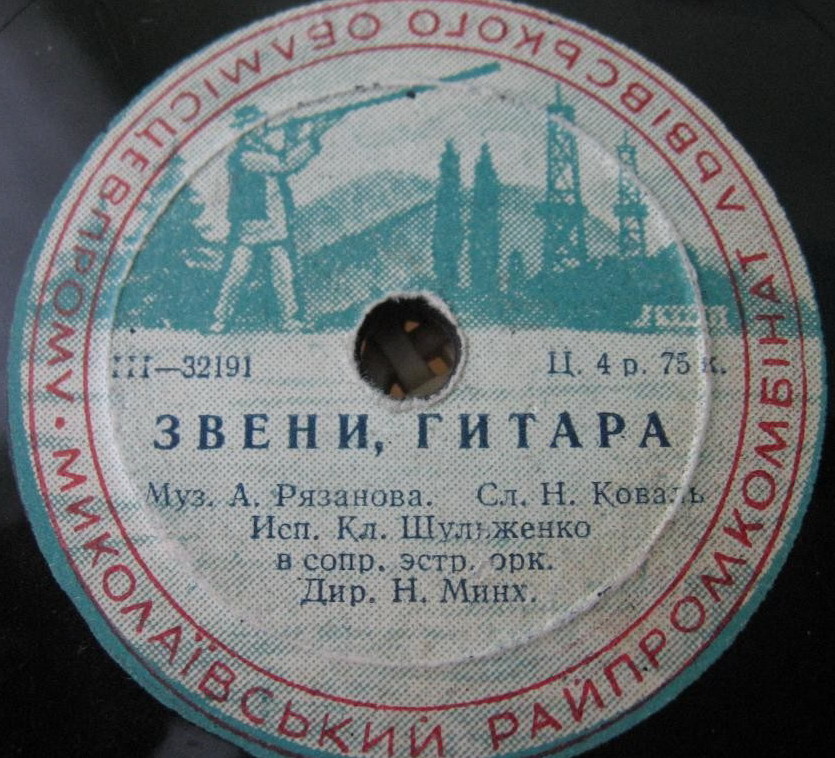 МИКОЛАЇВСЬКИЙ РАЙПРОМКОМБІНАТ ЛЬВІВСЬКОГО ОБЛМІСЦЕВПРОМУ •
32191
Ц. 4 р. 75 к.
ЗВЕНИ, ГИТАРА
Муз. А. Рязанова. Сл. Н. Коваль
Исп. Кл. Шульженко
в сопр. эстр. орк.
Дир. Н. Минх.